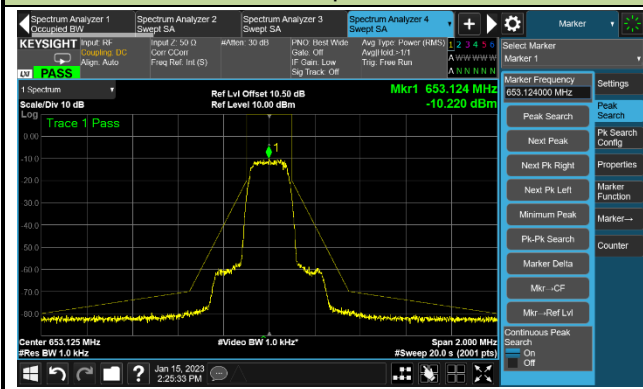 Spectrum Analyzer 1
Occupied BW
Spectrum Analyzer 2
Swept SA
Spectrum Analyzer 3
Swept SA
Spectrum Analyzer 4
Swept SA
Marker
KEYSIGHT
Input: RF
Coupling: DC
Align: Auto
Input Z: 50 Ω
Corr CCorr
Freq Ref: Int (S)
#Atten: 30 dB
PNO: Best Wide
Gate: Off
IF Gain: Low
Sig Track: Off
Avg Type: Power (RMS)
Avg|Hold:>1/1
Trig: Free Run
1 2 3 4 5 6
A W W W W W
A N N N N N
LXI PASS
Select Marker
Marker 1
1 Spectrum
Scale/Div 10 dB
Log
Ref Lvl Offset 10.50 dB
Ref Level 10.00 dBm
Mkr1 653.124 MHz
-10.220 dBm
Trace 1 Pass
1
0.00
-10.0
-20.0
-30.0
-40.0
-50.0
-60.0
-70.0
-80.0
Center 653.125 MHz
#Res BW 1.0 kHz
#Video BW 1.0 kHz*
Span 2.000 MHz
#Sweep 20.0 s (2001 pts)
Marker Frequency
653.124000 MHz
Peak Search
Next Peak
Next Pk Right
Next Pk Left
Minimum Peak
Pk-Pk Search
Marker Delta
Mkr→CF
Mkr→Ref Lvl
Continuous Peak
Search
On
Off
Settings
Peak
Search
Pk Search
Config
Properties
Marker
Function
Marker→
Counter
Jan 15, 2023
2:25:33 PM